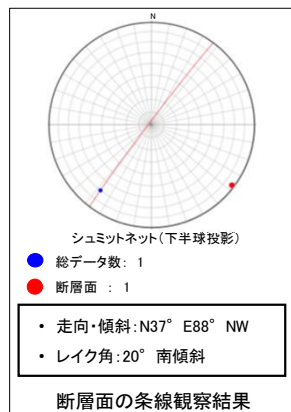 N
シュミットネット(下半球投影)
総データ数: 1
断層面 : 1
• 走向・傾斜:N37° E88° NW
• レイク角:20° 南傾斜
断層面の条線観察結果